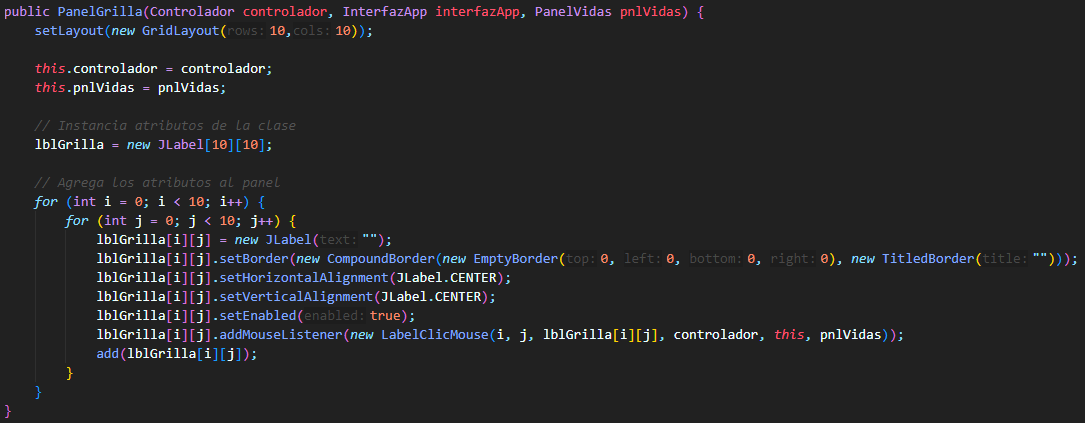 public PanelGrilla(Controlador controlador, InterfazApp interfazApp, PanelVidas pnlVidas) {
    setLayout(new GridLayout(rows: 10,cols: 10));

    this.controlador = controlador;
    this.pnlVidas = pnlVidas;

    // Instancia atributos de la clase
    lblGrilla = new JLabel[10][10];

    // Agrega los atributos al panel
    for (int i = 0; i < 10; i++) {
        for (int j = 0; j < 10; j++) {
            lblGrilla[i][j] = new JLabel(text: "");
            lblGrilla[i][j].setBorder(new CompoundBorder(new EmptyBorder(top: 0, left: 0, bottom: 0, right: 0), new TitledBorder(title: "")));
            lblGrilla[i][j].setHorizontalAlignment(JLabel.CENTER);
            lblGrilla[i][j].setVerticalAlignment(JLabel.CENTER);
            lblGrilla[i][j].setEnabled(enabled: true);
            lblGrilla[i][j].addMouseListener(new LabelClicMouse(i, j, lblGrilla[i][j], controlador, this, pnlVidas));
            add(lblGrilla[i][j]);
        }
    }
}